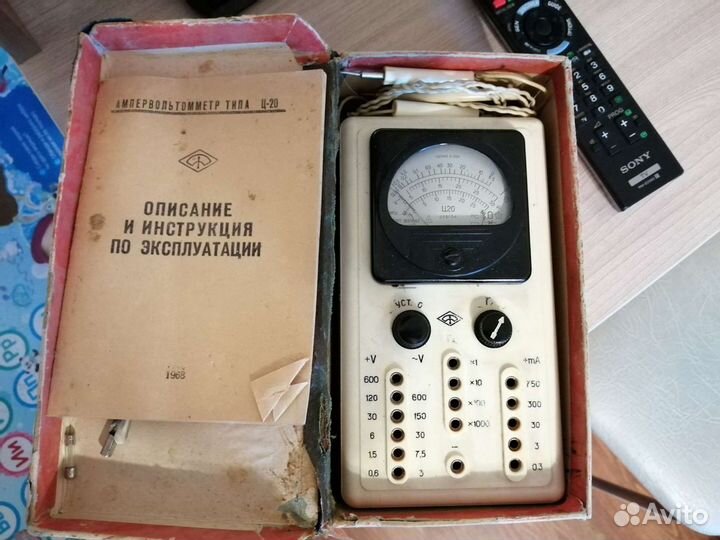 АМПЕРВОЛЬТОММЕТР ТИПА Ц-20
ОПИСАНИЕ
И ИНСТРУКЦИЯ
ПО ЭКСПЛУАТАЦИИ
1968
Ц20
УСТ. 0
+V ~V ×1 +mA
600 ×10 750
120 600 ×100 300
30 150 ×1000 30
6 30 3
1,5 7,5 – 0,3
0,6 3
GUIDE
PROG
SONY
Avito